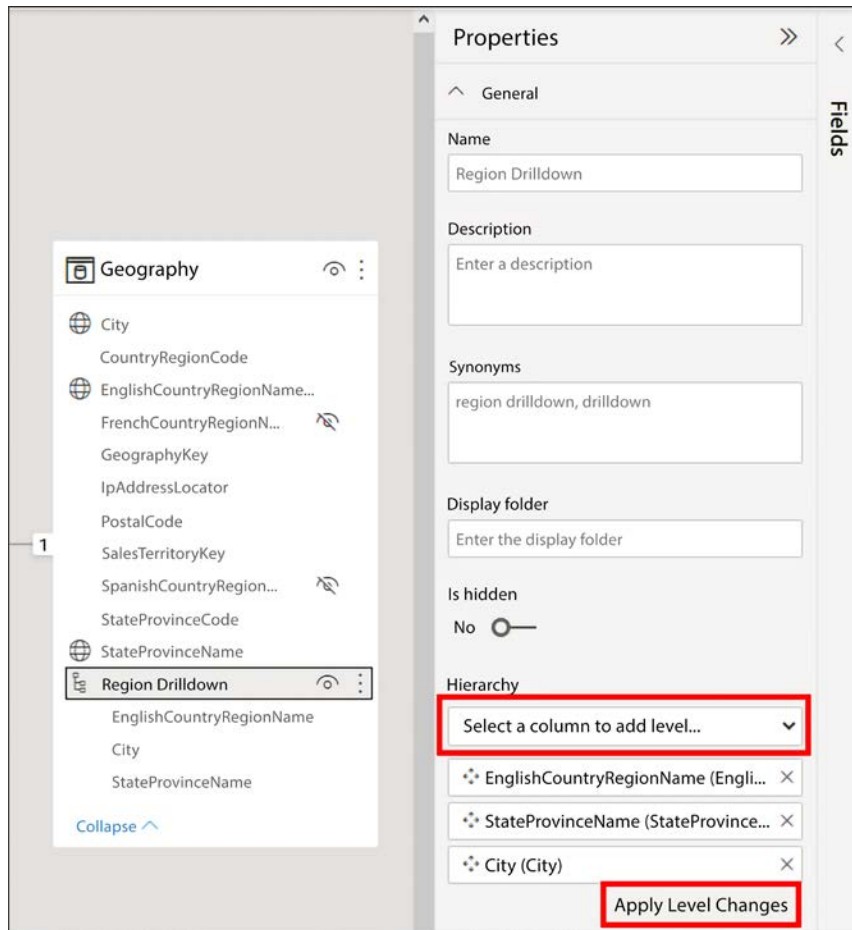 Geography
City
CountryRegionCode
EnglishCountryRegionName...
FrenchCountryRegionN...
GeographyKey
IpAddressLocator
PostalCode
1
SalesTerritoryKey
SpanishCountryRegion...
StateProvinceCode
StateProvinceName
Region Drilldown
EnglishCountryRegionName
City
StateProvinceName
Collapse
Properties
General
Name
Region Drilldown
Description
Enter a description
Synonyms
region drilldown, drilldown
Display folder
Enter the display folder
Is hidden
No
Hierarchy
Select a column to add level...
EnglishCountryRegionName (Engli...
StateProvinceName (StateProvince...
City (City)
Apply Level Changes
Fields